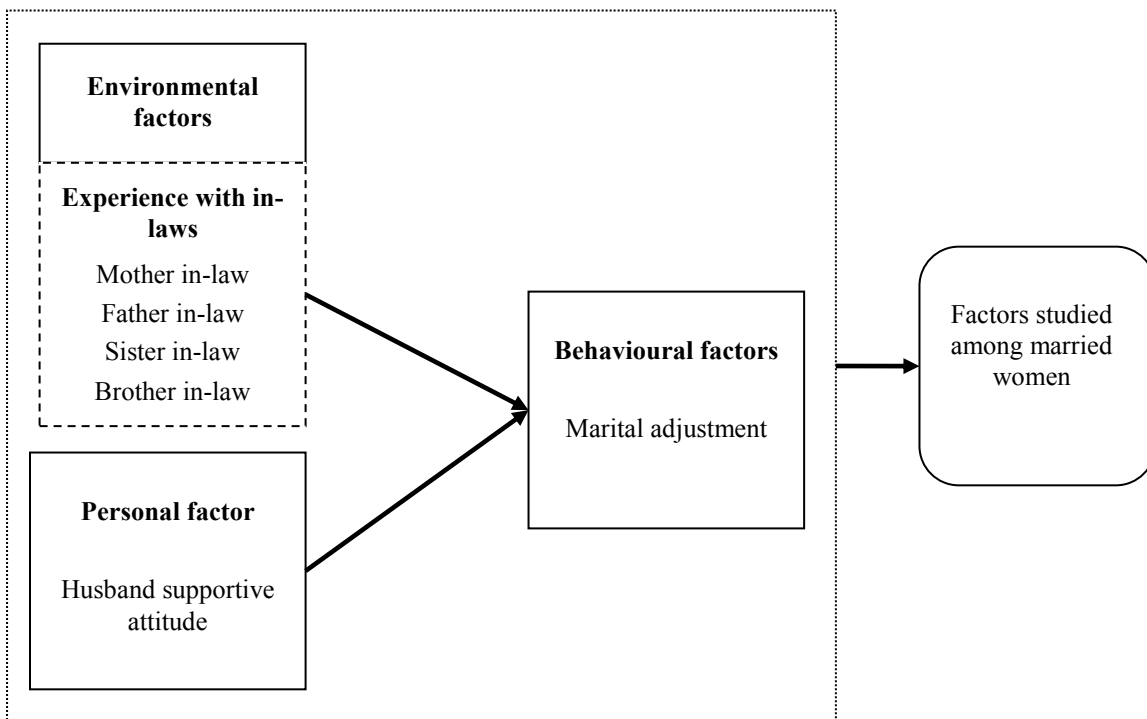 Environmental
factors
Experience with in-
laws
Mother in-law
Father in-law
Sister in-law
Brother in-law
Personal factor
Husband supportive
attitude
Behavioural factors
Marital adjustment
Factors studied
among married
women